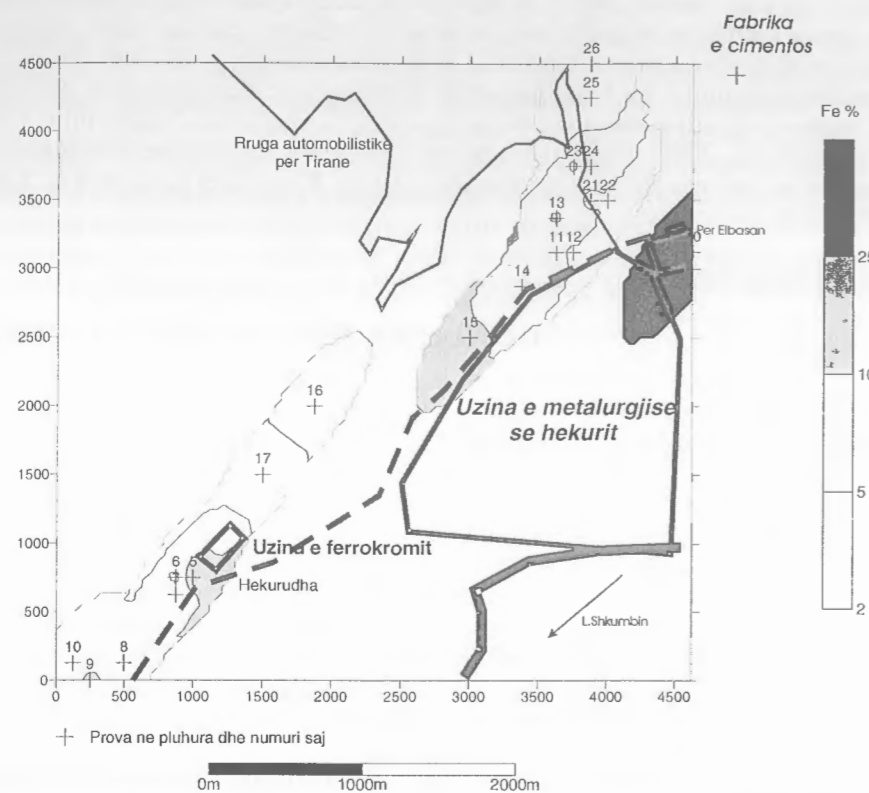 Fabrika
e cimentos
Fe %
25
10
5
2
4500
4000
3500
3000
2500
2000
1500
1000
500
0
Rruga automobilistike
per Tirane
26
25
23 24
21 22
13
11 12
14
15
16
17
6 5
10 8
9
Per Elbasan
Uzina e metalurgjise
se hekurit
Uzina e ferrokromit
Hekurudha
L.Shkumbin
0 500 1000 1500 2000 2500 3000 3500 4000 4500
Prova ne pluhura dhe numuri saj
0m 1000m 2000m